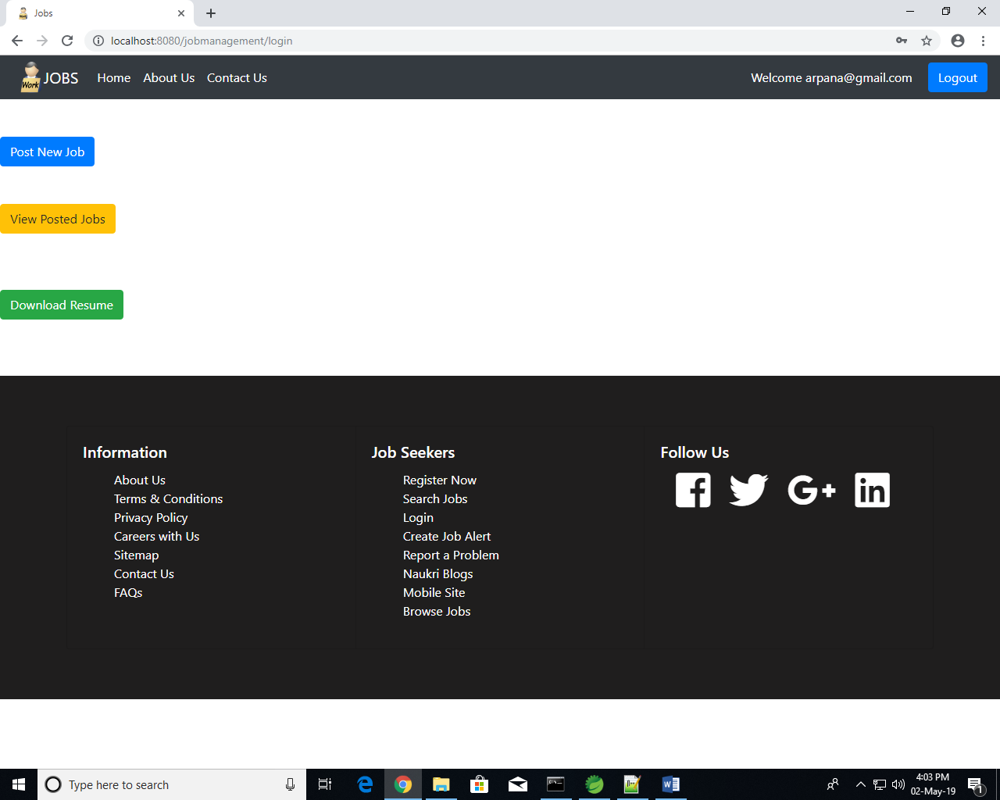 Jobs
localhost:8080/jobmanagement/login
Work JOBS Home About Us Contact Us Welcome arpana@gmail.com Logout
Post New Job
View Posted Jobs
Download Resume
Information
About Us
Terms & Conditions
Privacy Policy
Careers with Us
Sitemap
Contact Us
FAQs
Job Seekers
Register Now
Search Jobs
Login
Create Job Alert
Report a Problem
Naukri Blogs
Mobile Site
Browse Jobs
Follow Us
Type here to search
4:03 PM
02-May-19
1